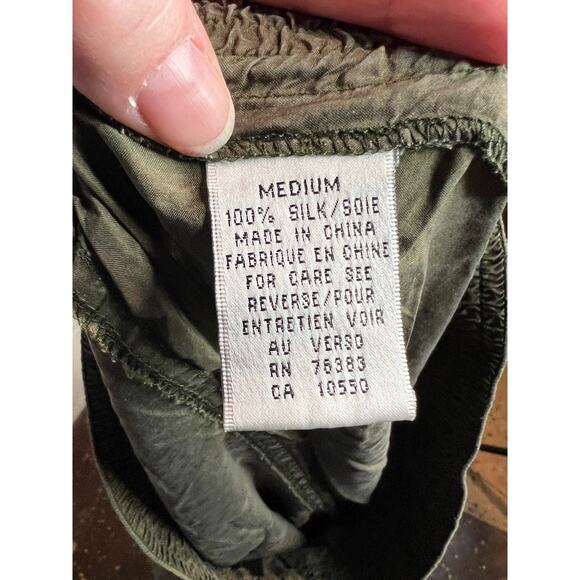 MEDIUM
100% SILK/SOIE
MADE IN CHINA
FABRIQUE EN CHINE
FOR CARE SEE
REVERSE/POUR
ENTRETIEN VOIR
AU VERSO
RN 76383
CA 10550